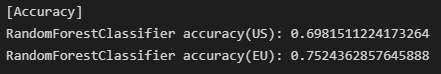 [Accuracy]
RandomForestClassifier accuracy(US): 0.6981511224173264
RandomForestClassifier accuracy(EU): 0.7524362857645888